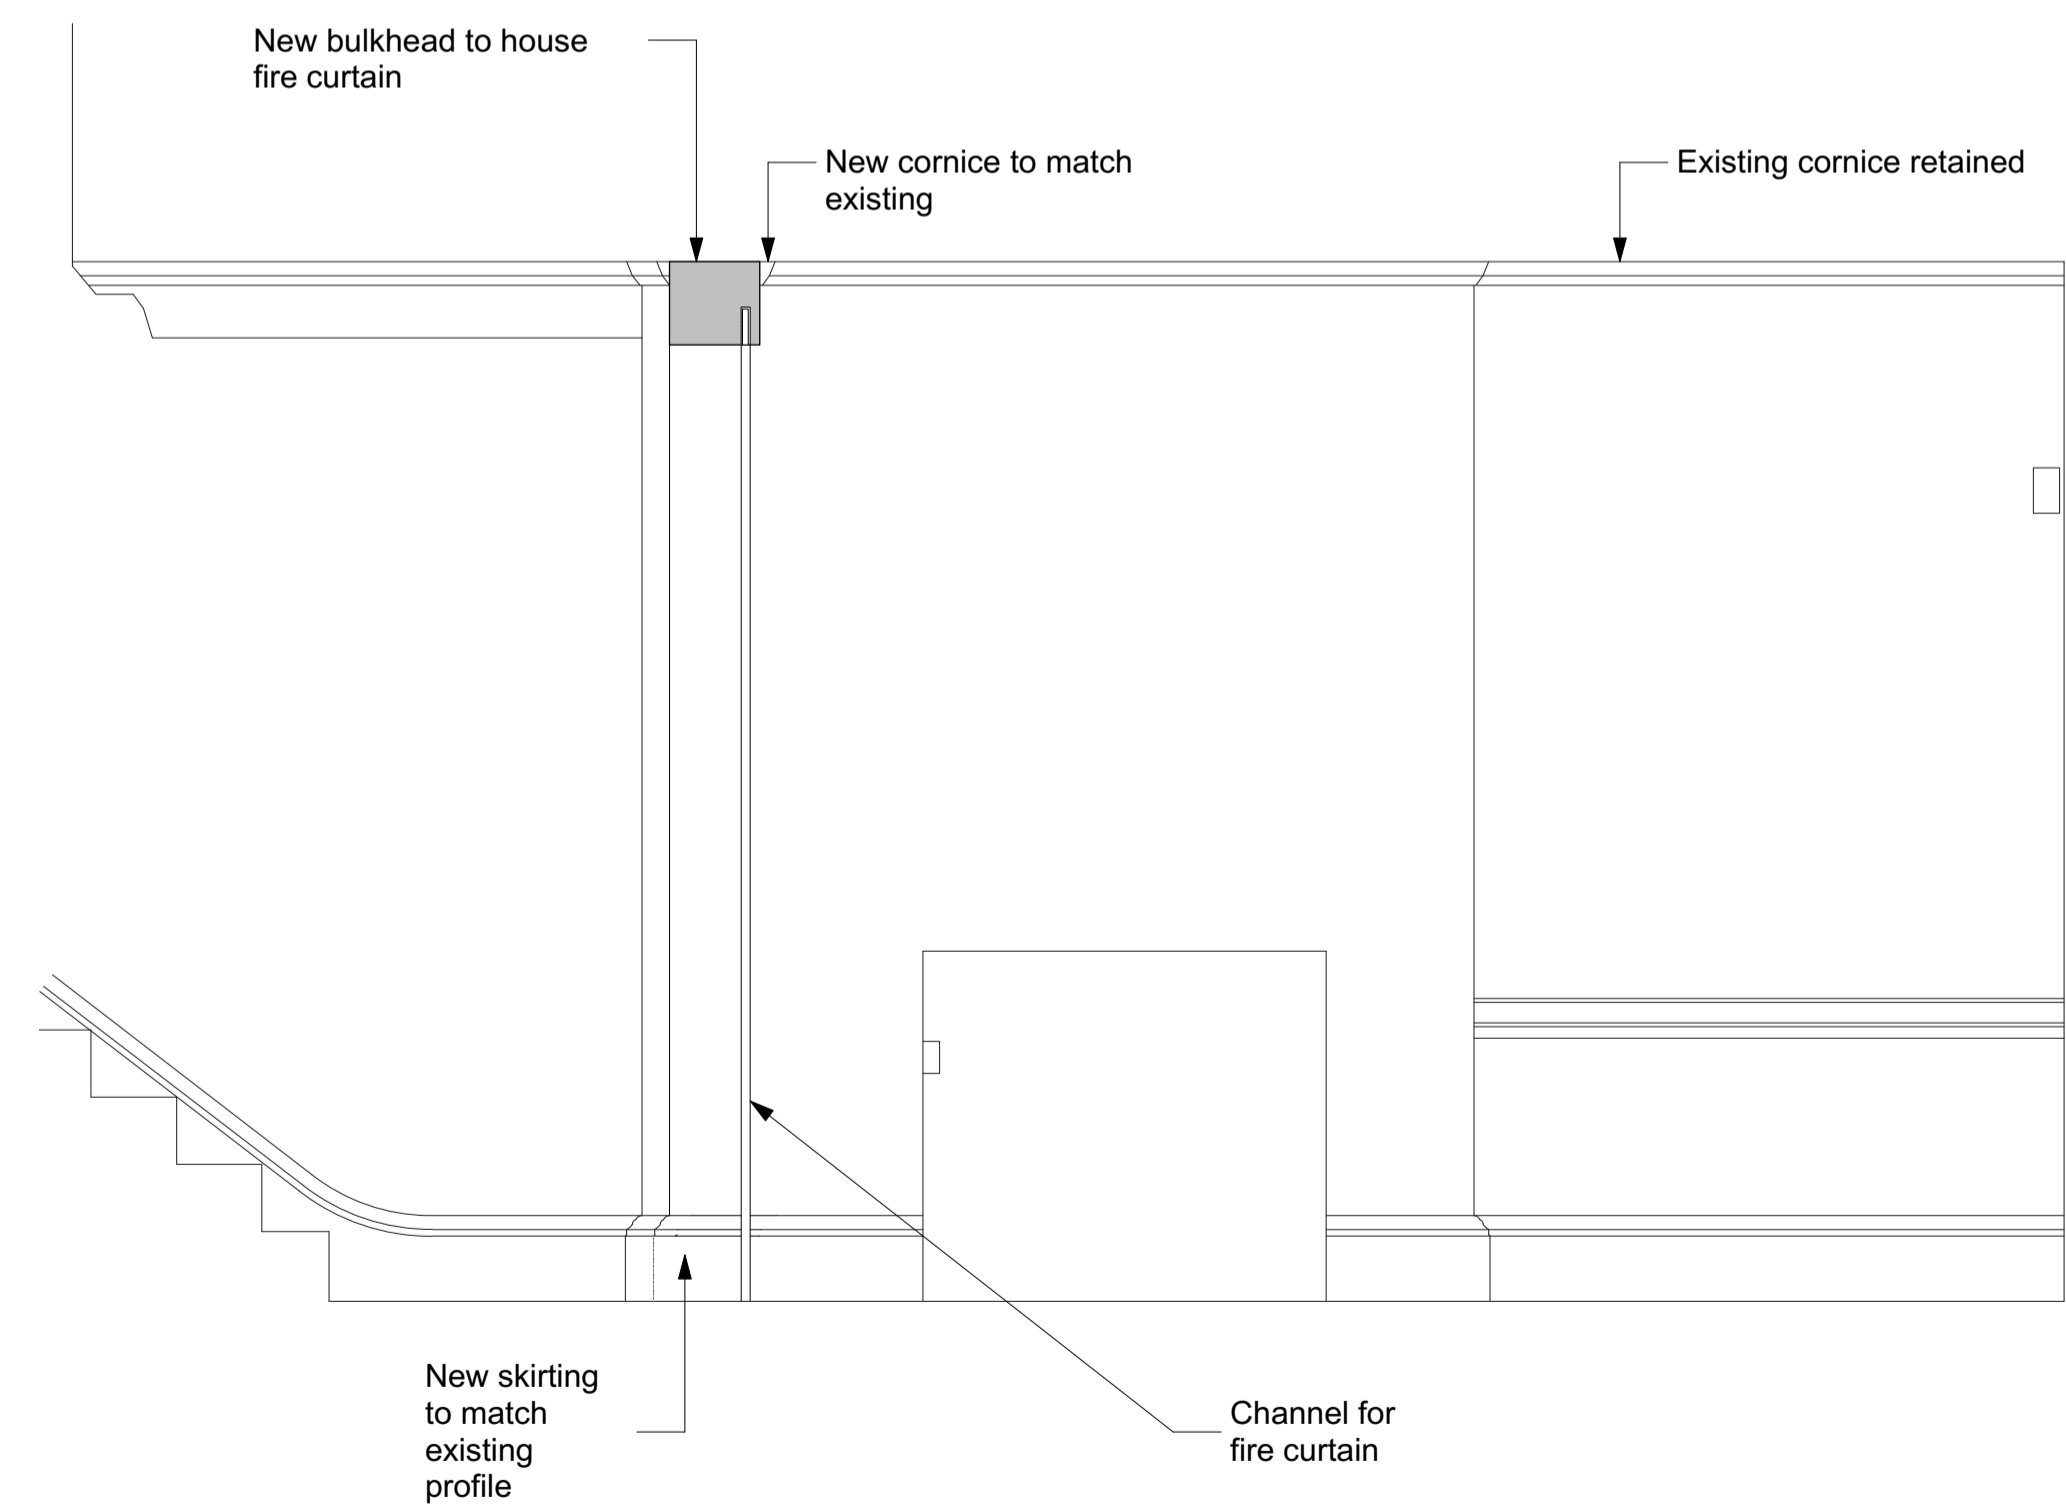 New bulkhead to house
fire curtain
New cornice to match
existing
Existing cornice retained
New skirting
to match
existing
profile
Channel for
fire curtain